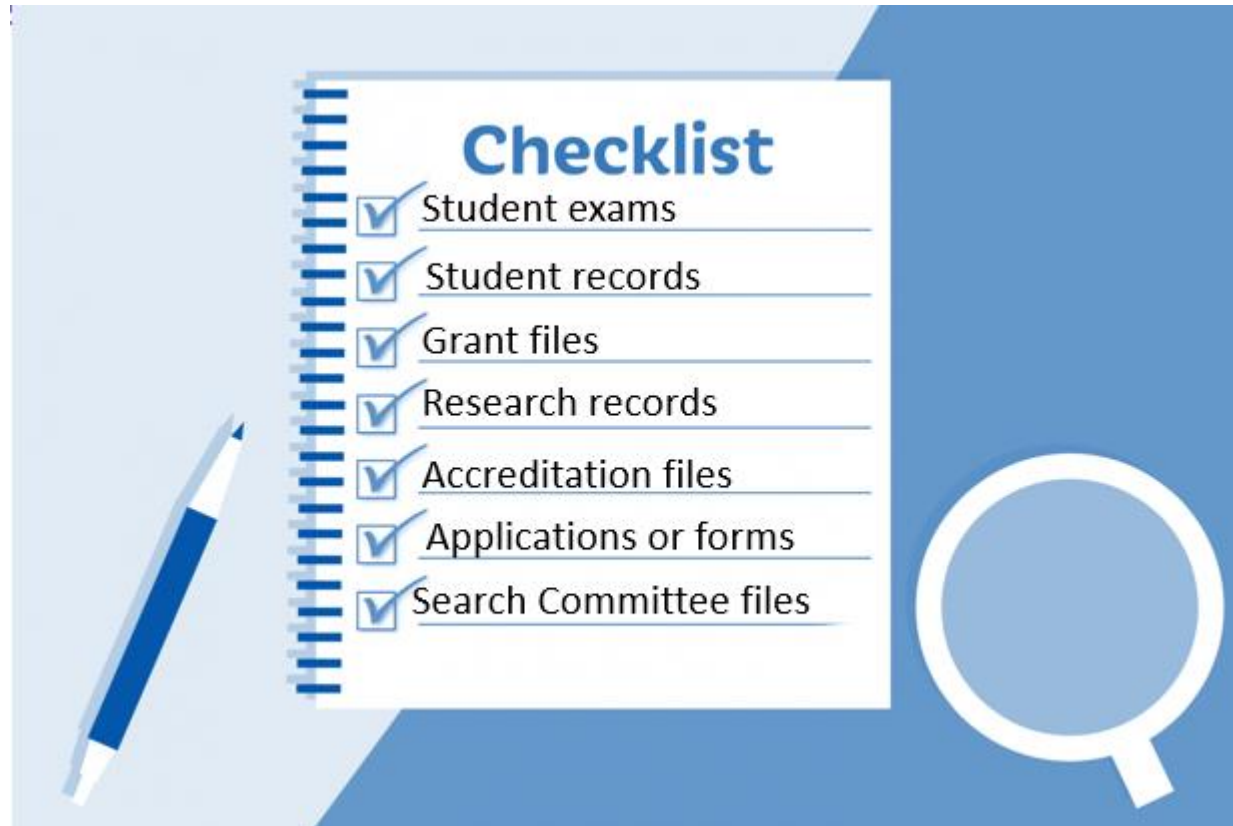 Checklist
Student exams
Student records
Grant files
Research records
Accreditation files
Applications or forms
Search Committee files